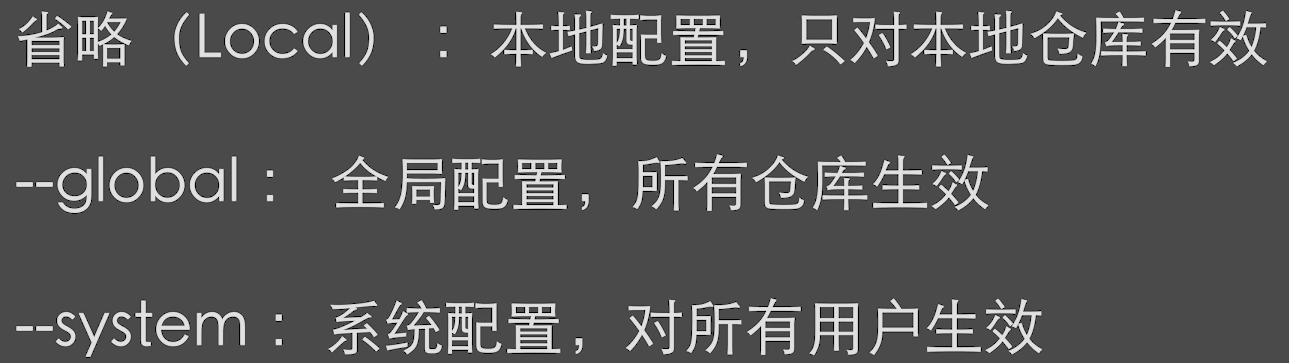 省略（Local）：本地配置，只对本地仓库有效
--global： 全局配置，所有仓库生效
--system：系统配置，对所有用户生效